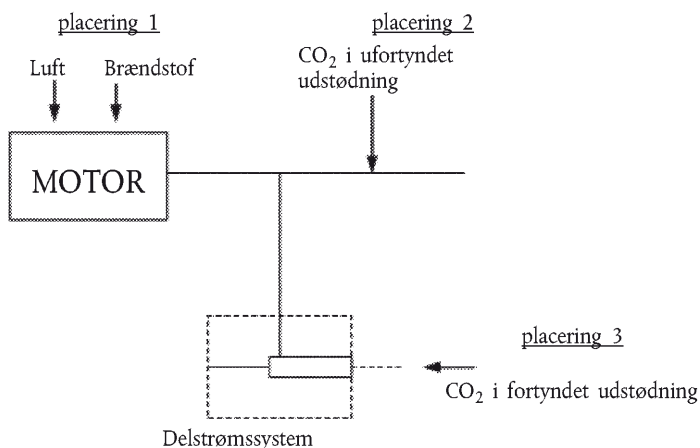 placering 1
placering 2
Luft Brændstof
CO₂ i ufortyndet
udstødning
MOTOR
placering 3
CO₂ i fortyndet udstødning
Delstrømssystem